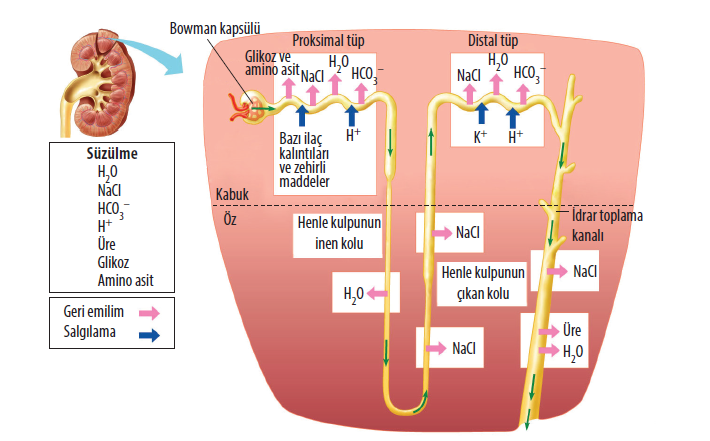 Bowman kapsülü
Proksimal tüp
Glikoz ve
amino asit
NaCl
H₂O
HCO₃⁻
Bazı ilaç
kalıntıları
ve zehirli
maddeler
H⁺
Distal tüp
NaCl
H₂O
HCO₃⁻
K⁺
H⁺
Süzülme
H₂O
NaCl
HCO₃⁻
H⁺
Üre
Glikoz
Amino asit
Geri emilim
Salgılama
Kabuk
Öz
Henle kulpunun
inen kolu
H₂O
NaCl
Henle kulpunun
çıkan kolu
NaCl
İdrar toplama
kanalı
NaCl
Üre
H₂O